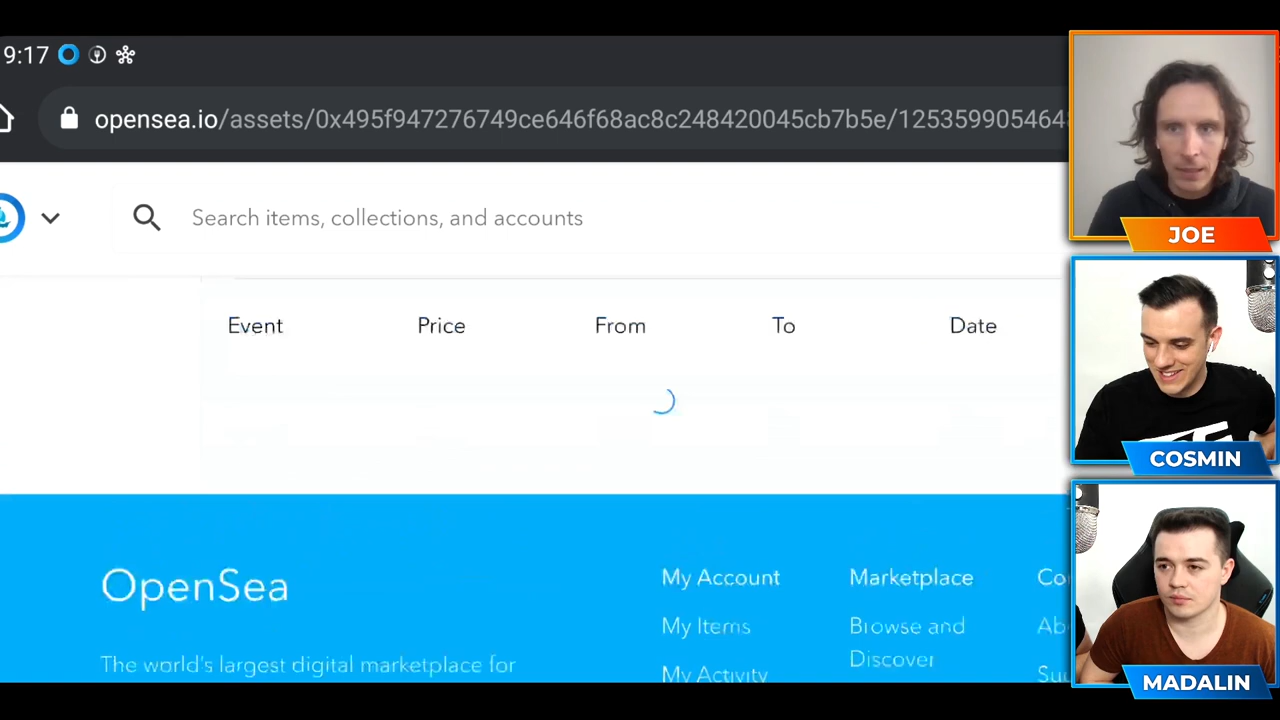 9:17
opensea.io/assets/0x495f947276749ce646f68ac8c248420045cb7b5e/125359905464
Search items, collections, and accounts
Event Price From To Date
OpenSea
The world's largest digital marketplace for
My Account
My Items
My Activity
Marketplace
Browse and
Discover
JOE
COSMIN
MADALIN